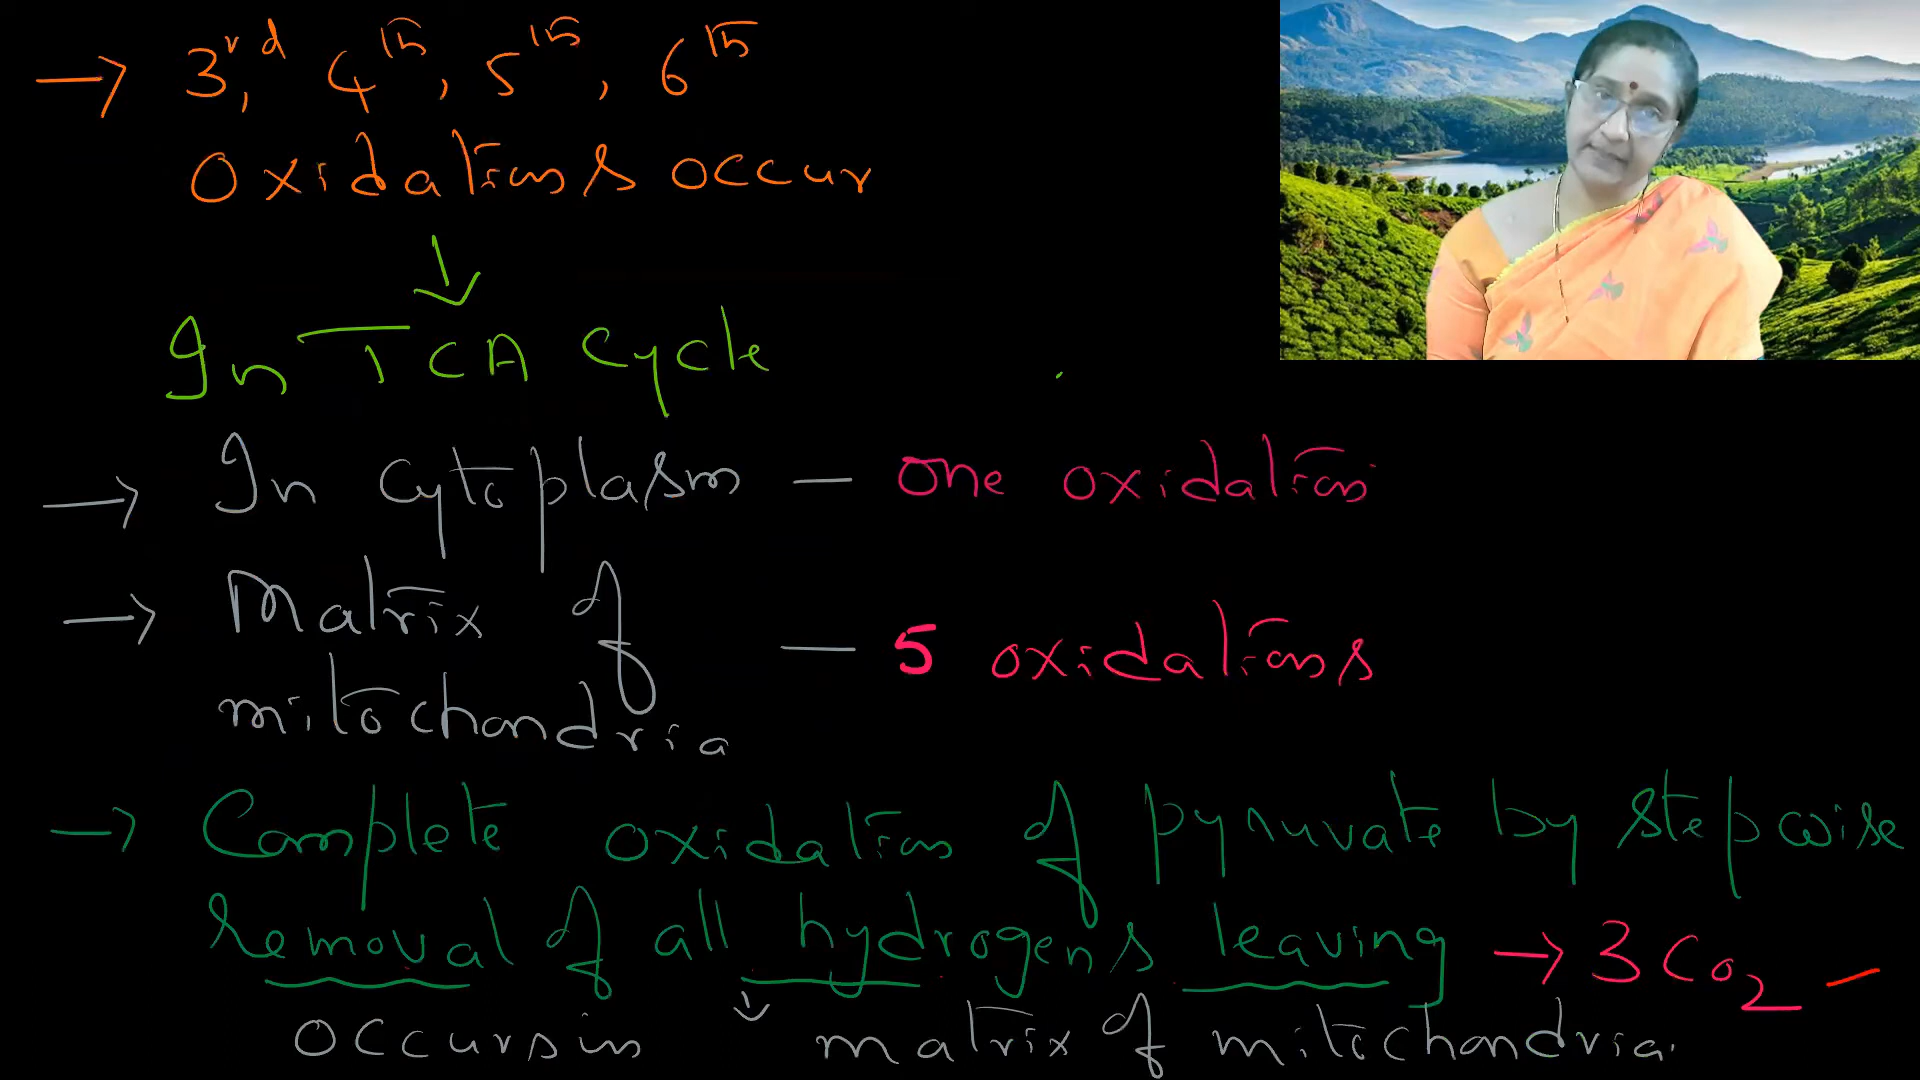 → 3rd, 4th, 5th, 6th
Oxidations occur
↓
In TCA cycle
→ In cytoplasm — one oxidation
→ Matrix of
mitochondria — 5 oxidations
→ Complete oxidation of pyruvate by stepwise
removal of all hydrogens leaving → 3 CO2 –
occurs in matrix of mitochondria.